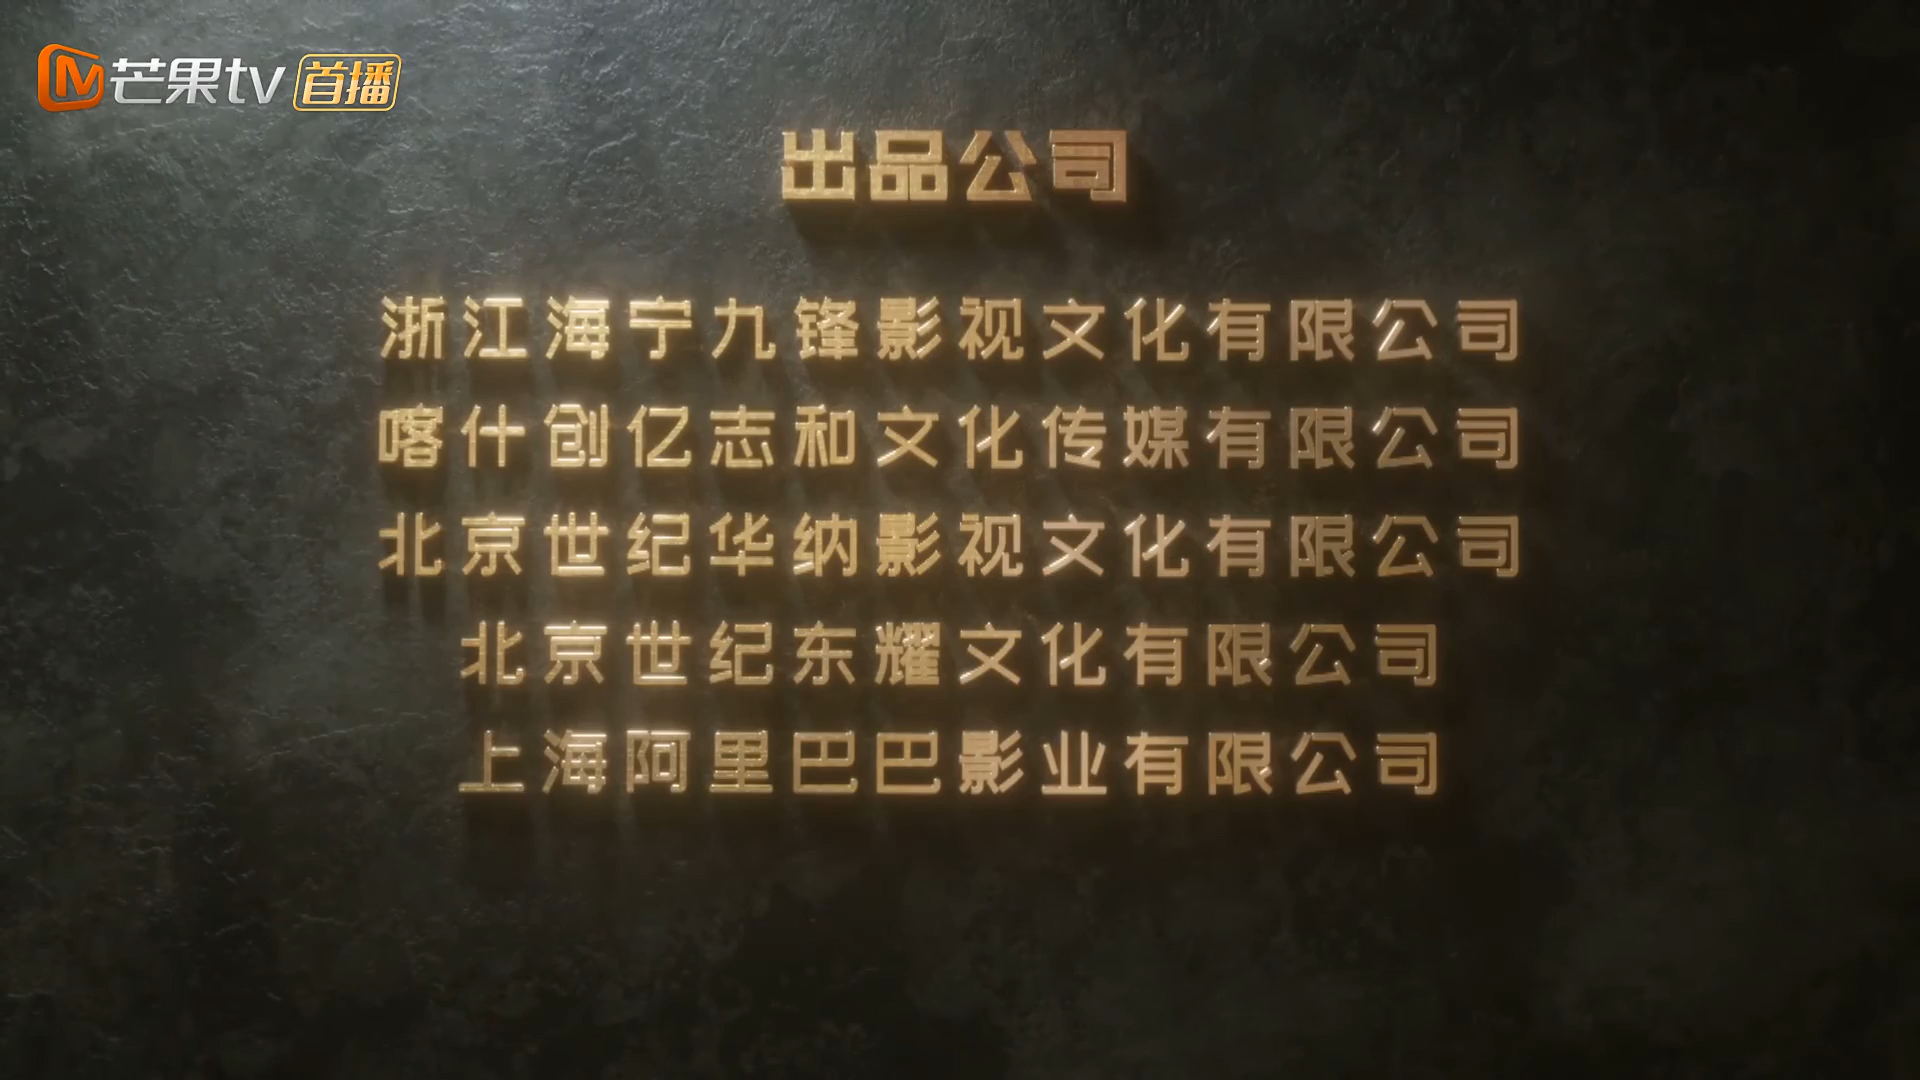 芒果tv 首播
出品公司
浙江海宁九锋影视文化有限公司
喀什创亿志和文化传媒有限公司
北京世纪华纳影视文化有限公司
北京世纪东耀文化有限公司
上海阿里巴巴影业有限公司